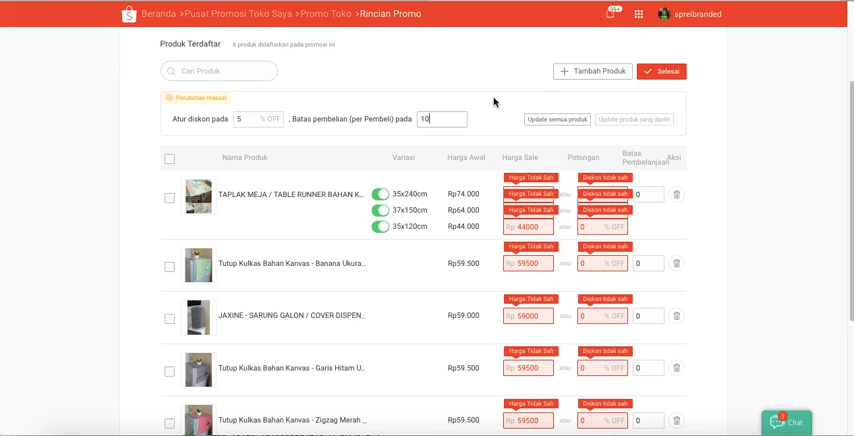 Beranda >Pusat Promosi Toko Saya >Promo Toko >Rincian Promo
99+
spreibranded
Produk Terdaftar 6 produk didaftarkan pada promosi ini
Cari Produk
Tambah Produk
Selesai
Perubahan massal
Atur diskon pada 5 % OFF , Batas pembelian (per Pembeli) pada 10
Update semua produk
Update produk yang dipilih
Nama Produk Variasi Harga Awal Harga Sale Potongan Batas Pembelanjaan Aksi
Harga Tidak Sah Diskon tidak sah
TAPLAK MEJA / TABLE RUNNER BAHAN K... 35x240cm Rp74.000 Harga Tidak Sah atau Diskon tidak sah 0
37x150cm Rp64.000 Harga Tidak Sah atau Diskon tidak sah
35x120cm Rp44.000 Rp 44000 atau 0 % OFF
Harga Tidak Sah Diskon tidak sah
Tutup Kulkas Bahan Kanvas - Banana Ukura... Rp59.500 Rp 59500 atau 0 % OFF 0
Harga Tidak Sah Diskon tidak sah
JAXINE - SARUNG GALON / COVER DISPEN... Rp59.000 Rp 59000 atau 0 % OFF 0
Harga Tidak Sah Diskon tidak sah
Tutup Kulkas Bahan Kanvas - Garis Hitam U... Rp59.500 Rp 59500 atau 0 % OFF 0
Harga Tidak Sah Diskon tidak sah
Tutup Kulkas Bahan Kanvas - Zigzag Merah ... Rp59.500 Rp 59500 atau 0 % OFF 0
5
Chat